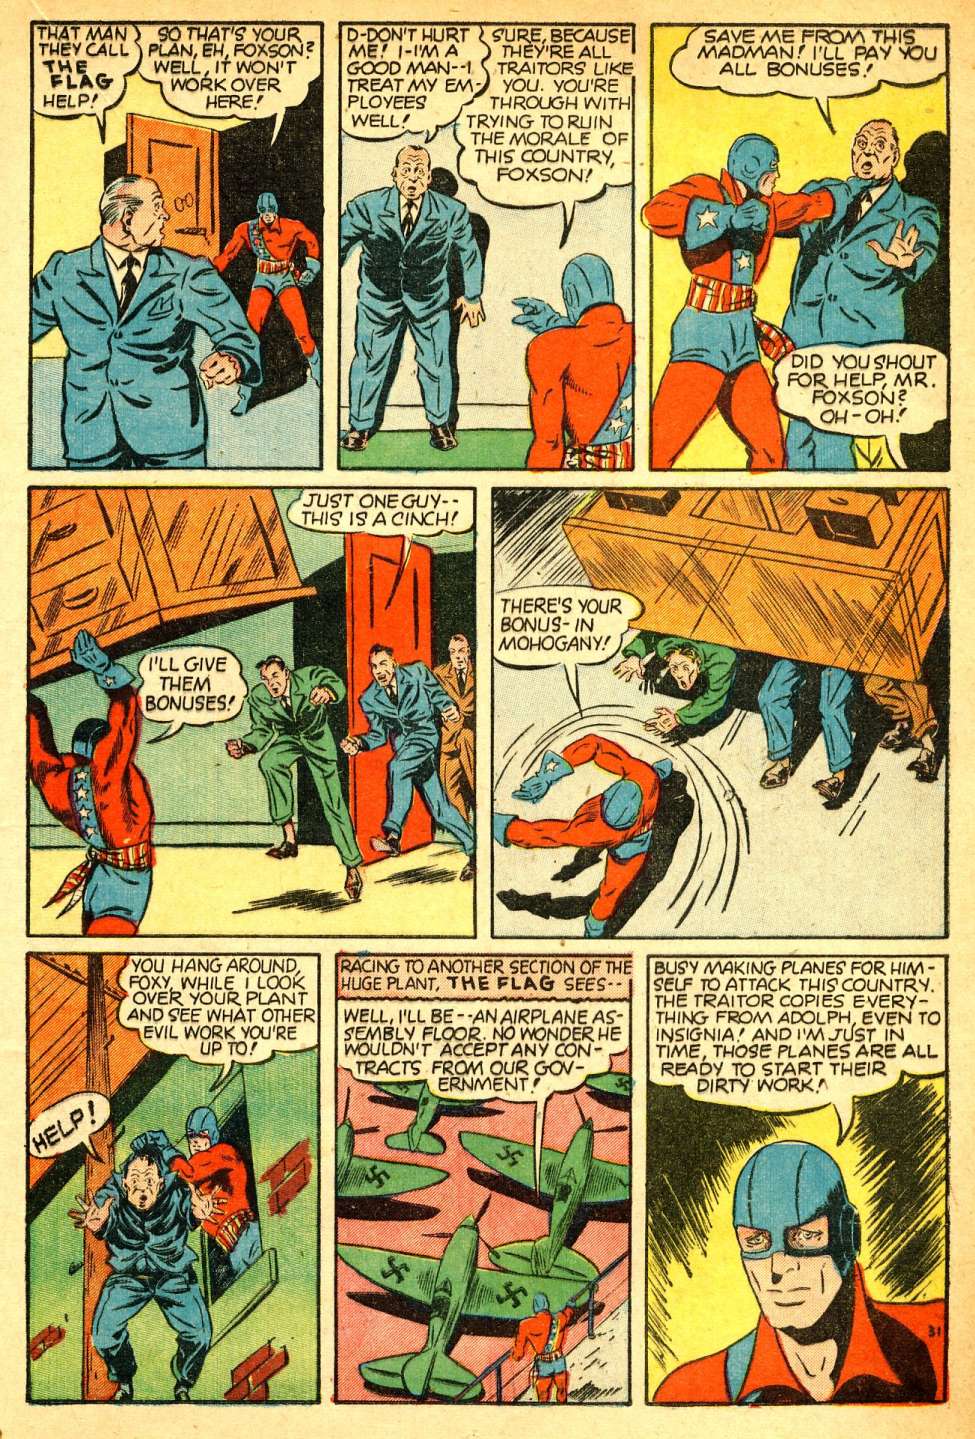 THAT MAN
THEY CALL
THE
FLAG
HELP!
SO THAT'S YOUR
PLAN, EH, FOXSON?
WELL, IT WON'T
WORK OVER
HERE!
D-DON'T HURT
ME! I-I'M A
GOOD MAN--I
TREAT MY EM-
PLOYEES
WELL!
SURE, BECAUSE
THEY'RE ALL
TRAITORS LIKE
YOU. YOU'RE
THROUGH WITH
TRYING TO RUIN
THE MORALE OF
THIS COUNTRY,
FOXSON!
SAVE ME FROM THIS
MADMAN! I'LL PAY YOU
ALL BONUSES!
DID YOU SHOUT
FOR HELP, MR.
FOXSON?
OH-OH!
I'LL GIVE
THEM
BONUSES!
JUST ONE GUY--
THIS IS A CINCH!
THERE'S YOUR
BONUS-IN
MOHOGANY!
YOU HANG AROUND,
FOXY, WHILE I LOOK
OVER YOUR PLANT
AND SEE WHAT OTHER
EVIL WORK YOU'RE
UP TO!
HELP!
RACING TO ANOTHER SECTION OF THE
HUGE PLANT, THE FLAG SEES--
WELL, I'LL BE--AN AIRPLANE AS-
SEMBLY FLOOR. NO WONDER HE
WOULDN'T ACCEPT ANY CON-
TRACTS FROM OUR GOV-
ERNMENT!
BUSY MAKING PLANES FOR HIM-
SELF TO ATTACK THIS COUNTRY.
THE TRAITOR COPIES EVERY-
THING FROM ADOLPH, EVEN TO
INSIGNIA! AND I'M JUST IN
TIME, THOSE PLANES ARE ALL
READY TO START THEIR
DIRTY WORK!
31